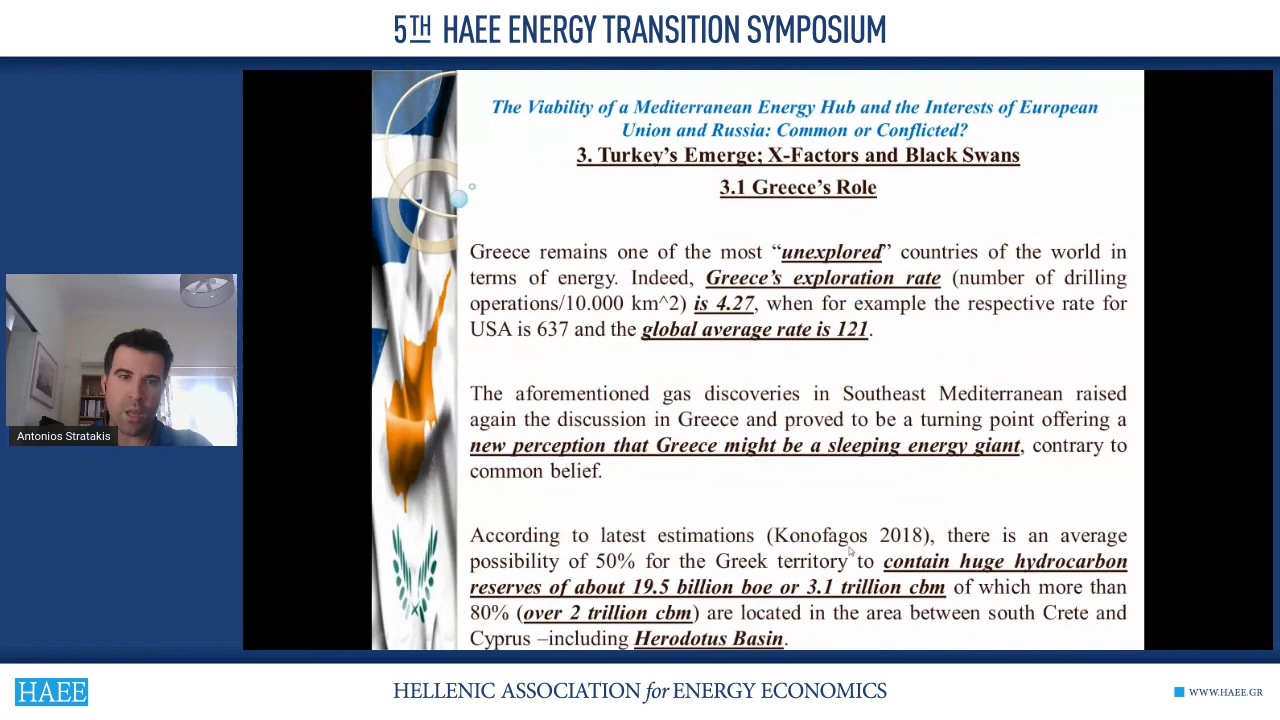 5TH HAEE ENERGY TRANSITION SYMPOSIUM
The Viability of a Mediterranean Energy Hub and the Interests of European
Union and Russia: Common or Conflicted?
3. Turkey's Emerge; X-Factors and Black Swans
3.1 Greece's Role
Greece remains one of the most “unexplored” countries of the world in
terms of energy. Indeed, Greece's exploration rate (number of drilling
operations/10.000 km^2) is 4.27, when for example the respective rate for
USA is 637 and the global average rate is 121.
The aforementioned gas discoveries in Southeast Mediterranean raised
again the discussion in Greece and proved to be a turning point offering a
new perception that Greece might be a sleeping energy giant, contrary to
common belief.
According to latest estimations (Konofagos 2018), there is an average
possibility of 50% for the Greek territory to contain huge hydrocarbon
reserves of about 19.5 billion boe or 3.1 trillion cbm of which more than
80% (over 2 trillion cbm) are located in the area between south Crete and
Cyprus –including Herodotus Basin.
Antonios Stratakis
HAEE
HELLENIC ASSOCIATION for ENERGY ECONOMICS
WWW.HAEE.GR